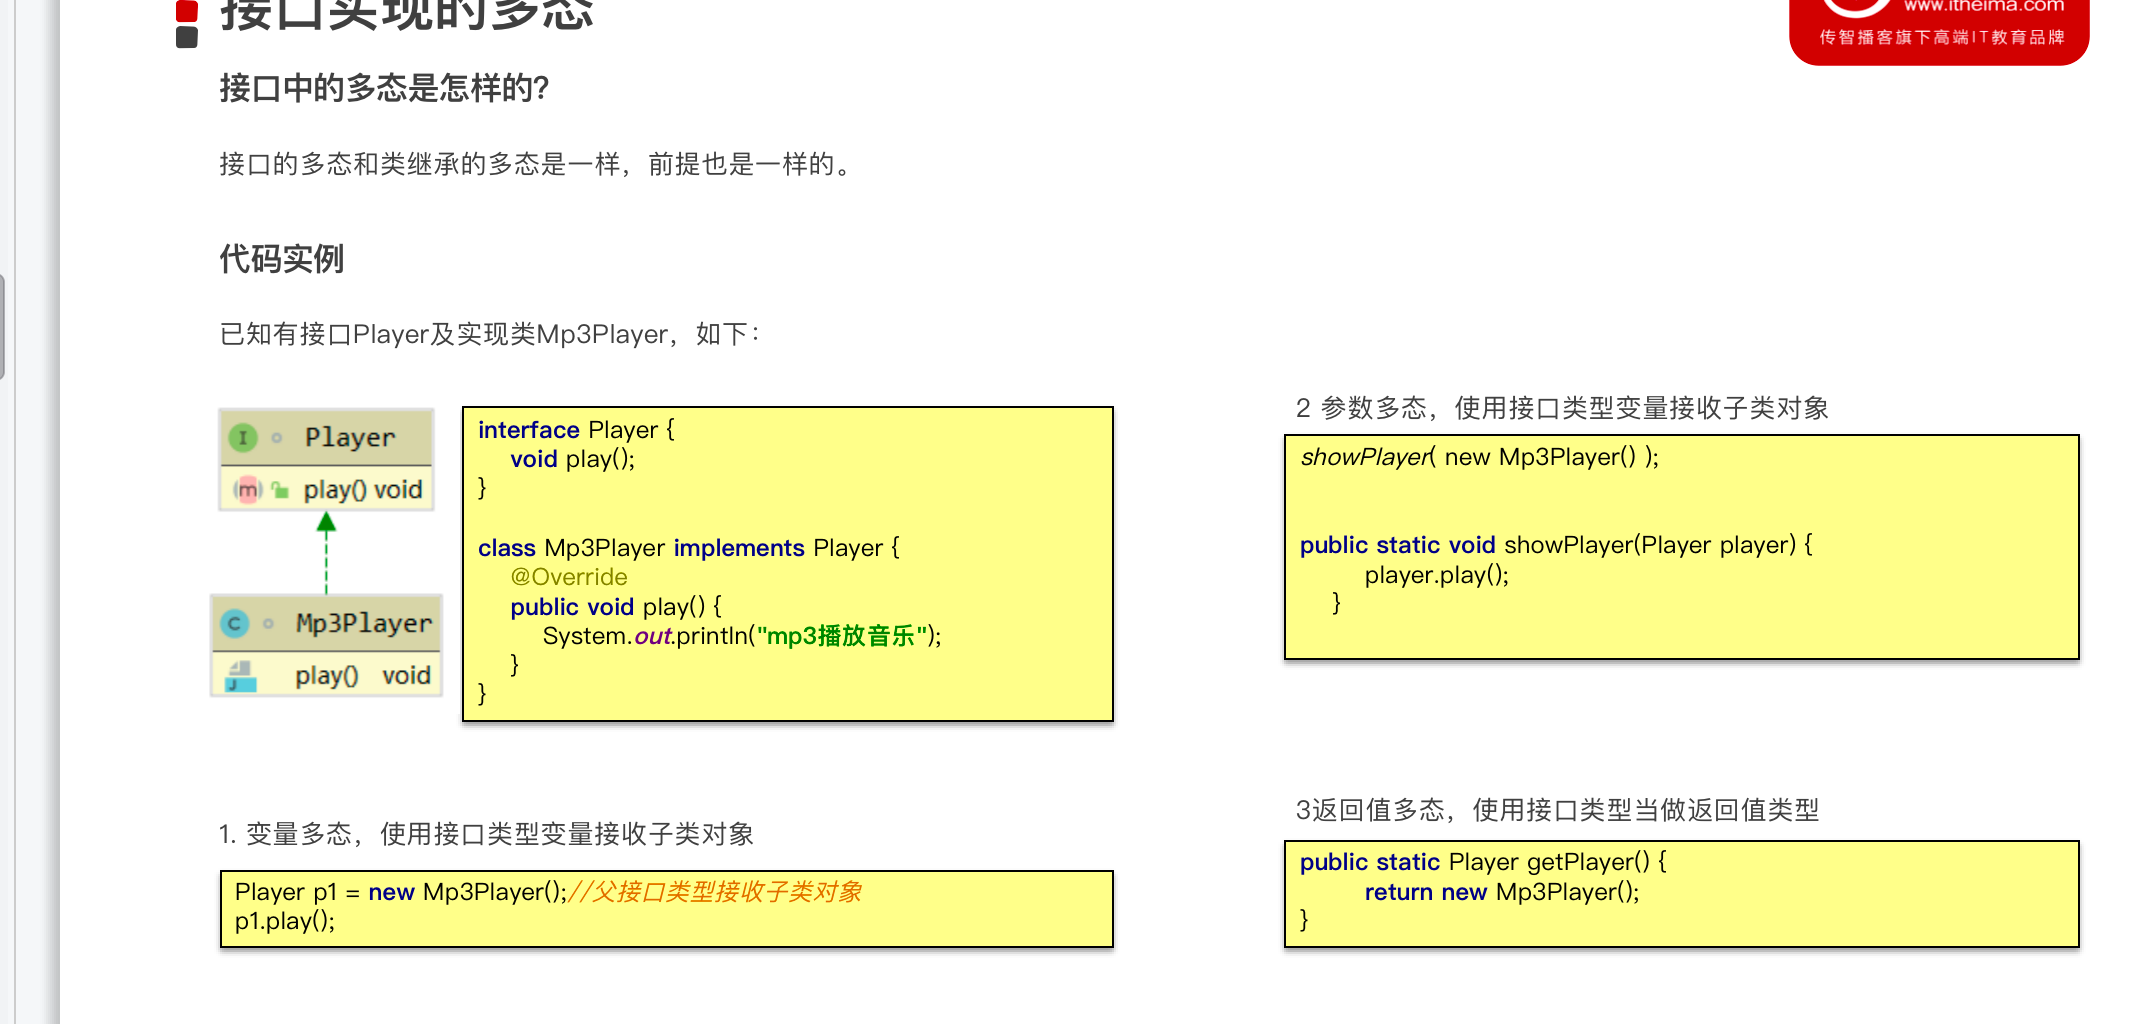 接口实现的多态
www.itheima.com
传智播客旗下高端IT教育品牌
接口中的多态是怎样的?
接口的多态和类继承的多态是一样，前提也是一样的。
代码实例
已知有接口Player及实现类Mp3Player，如下：
I Player
m play() void
C Mp3Player
J play() void
interface Player {
void play();
}
class Mp3Player implements Player {
@Override
public void play() {
System.out.println("mp3播放音乐");
}
}
1. 变量多态，使用接口类型变量接收子类对象
Player p1 = new Mp3Player();//父接口类型接收子类对象
p1.play();
2 参数多态，使用接口类型变量接收子类对象
showPlayer( new Mp3Player() );
public static void showPlayer(Player player) {
player.play();
}
3返回值多态，使用接口类型当做返回值类型
public static Player getPlayer() {
return new Mp3Player();
}